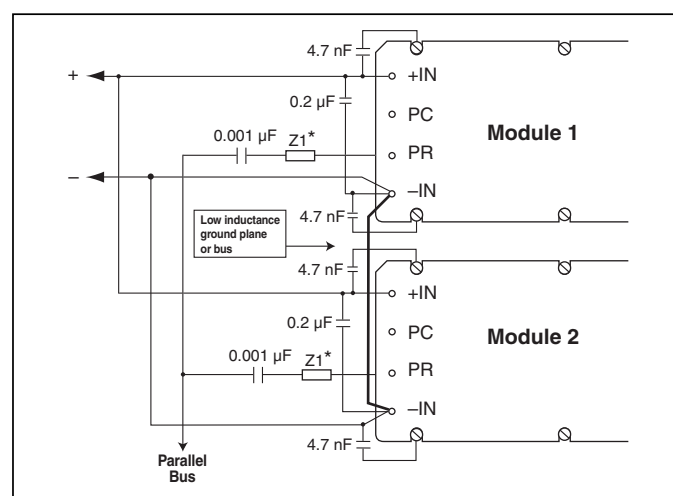 4.7 nF
+
+IN
0.2 µF
PC
Module 1
0.001 µF
Z1*
PR
–
–IN
Low inductance
ground plane
or bus
4.7 nF
4.7 nF
+IN
0.2 µF
PC
Module 2
0.001 µF
Z1*
PR
–IN
4.7 nF
Parallel
Bus